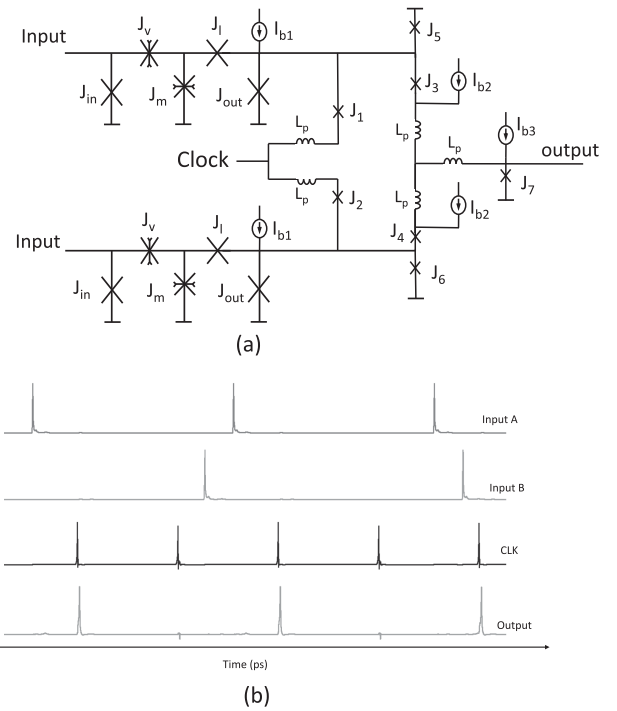 Input
J_v
J_l
I_b1
J_5
J_in
J_m
J_out
J_3
I_b2
L_p
J_1
L_p
L_p
I_b3
output
Clock
L_p
J_2
L_p
I_b2
J_7
Input
J_v
J_l
I_b1
J_4
J_in
J_m
J_out
J_6
(a)
Input A
Input B
CLK
Output
Time (ps)
(b)